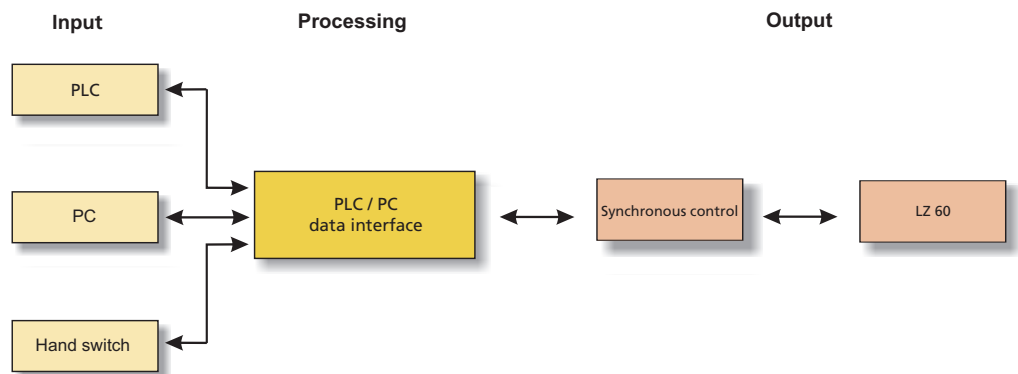 Input
Processing
Output
PLC
PC
Hand switch
PLC / PC
data interface
Synchronous control
LZ 60